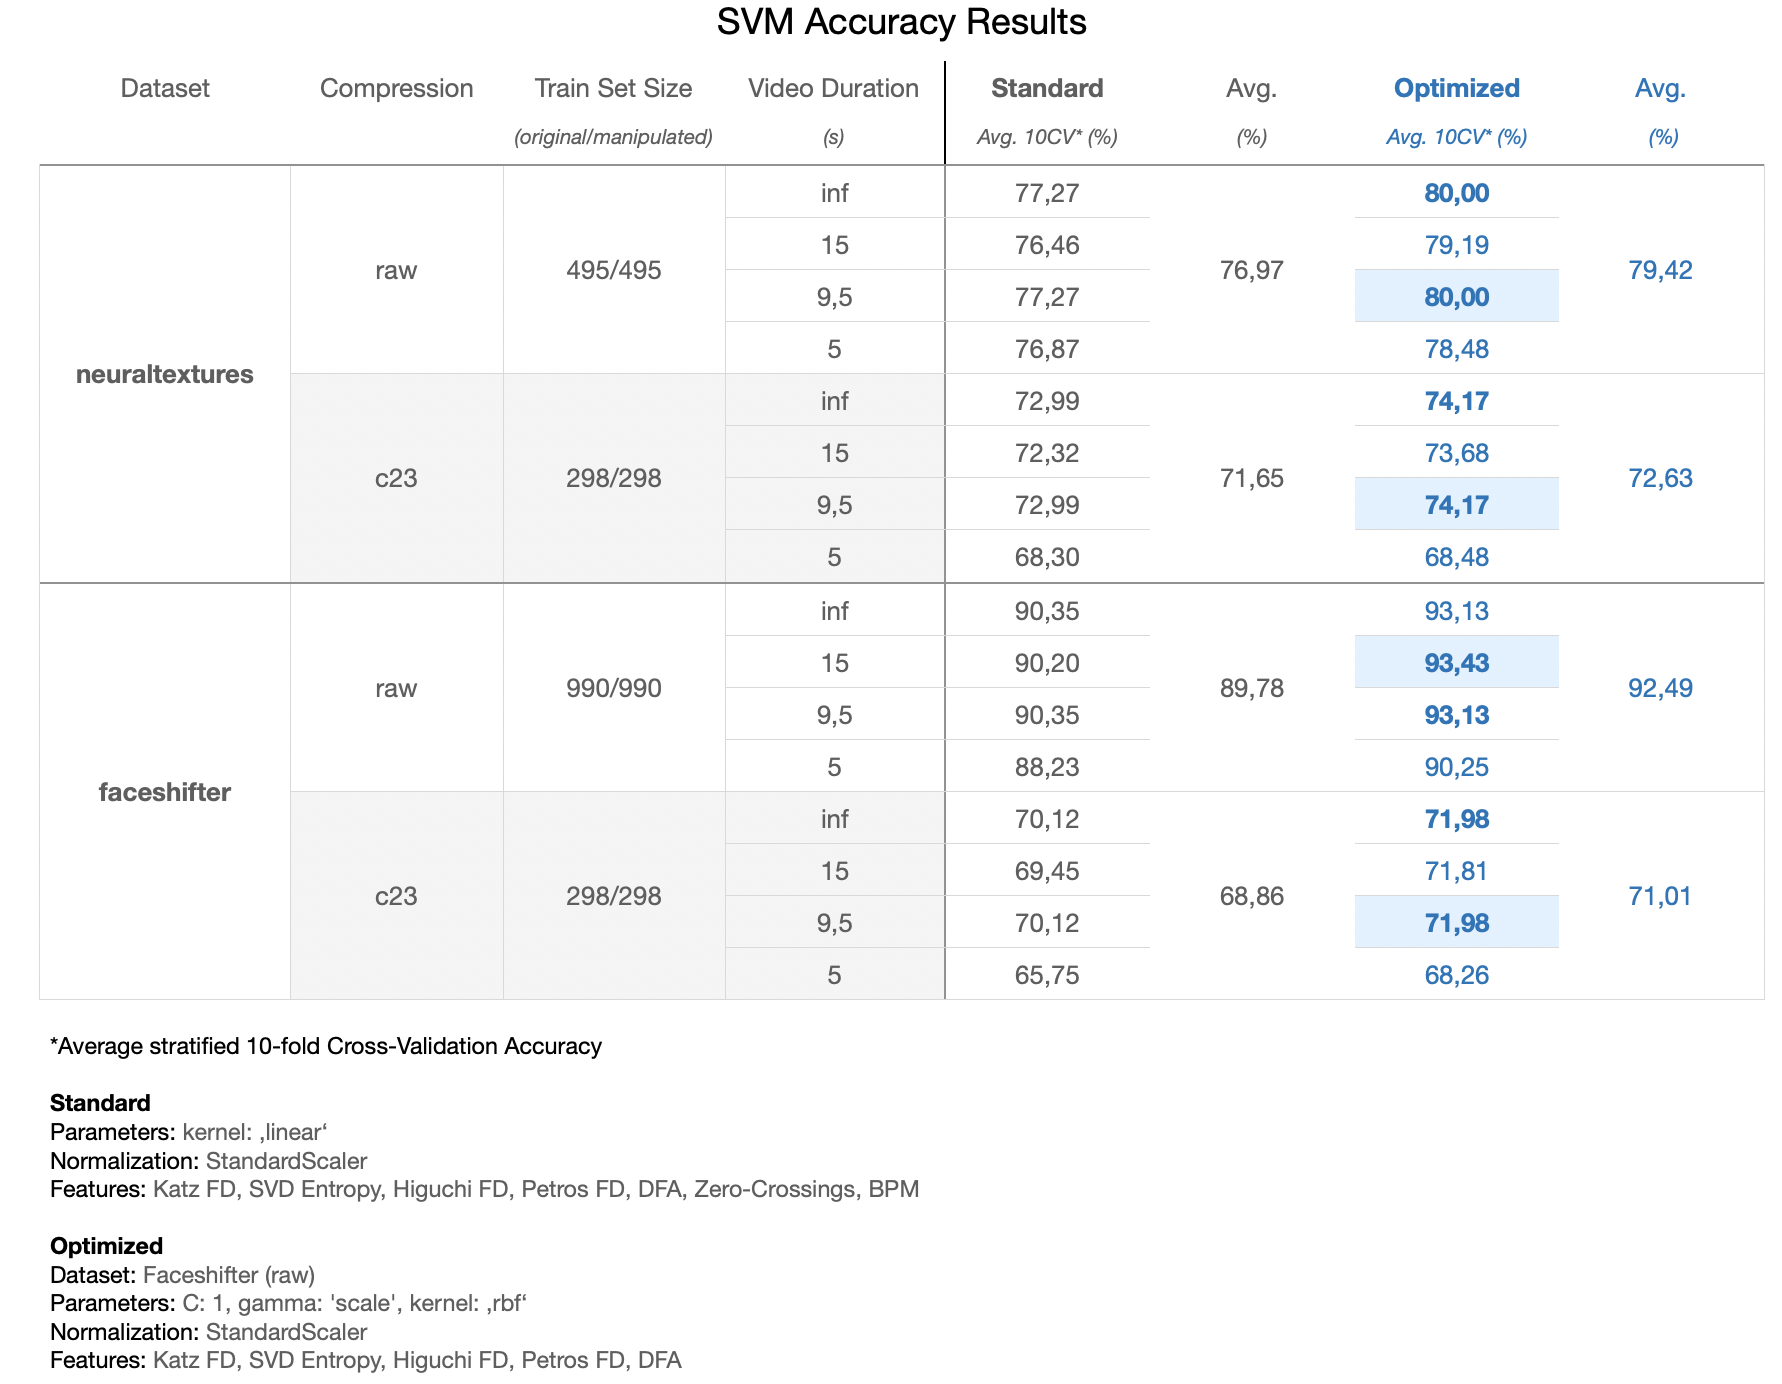 SVM Accuracy Results
Dataset Compression Train Set Size Video Duration Standard Avg. Optimized Avg.
(original/manipulated) (s) Avg. 10CV* (%) (%) Avg. 10CV* (%) (%)
inf 77,27 80,00
15 76,46 79,19
raw 495/495 76,97 79,42
9,5 77,27 80,00
5 76,87 78,48
neuraltextures
inf 72,99 74,17
15 72,32 73,68
c23 298/298 71,65 72,63
9,5 72,99 74,17
5 68,30 68,48
inf 90,35 93,13
15 90,20 93,43
raw 990/990 89,78 92,49
9,5 90,35 93,13
5 88,23 90,25
faceshifter
inf 70,12 71,98
15 69,45 71,81
c23 298/298 68,86 71,01
9,5 70,12 71,98
5 65,75 68,26
*Average stratified 10-fold Cross-Validation Accuracy
Standard
Parameters: kernel: ‚linear‘
Normalization: StandardScaler
Features: Katz FD, SVD Entropy, Higuchi FD, Petros FD, DFA, Zero-Crossings, BPM
Optimized
Dataset: Faceshifter (raw)
Parameters: C: 1, gamma: 'scale', kernel: ‚rbf‘
Normalization: StandardScaler
Features: Katz FD, SVD Entropy, Higuchi FD, Petros FD, DFA